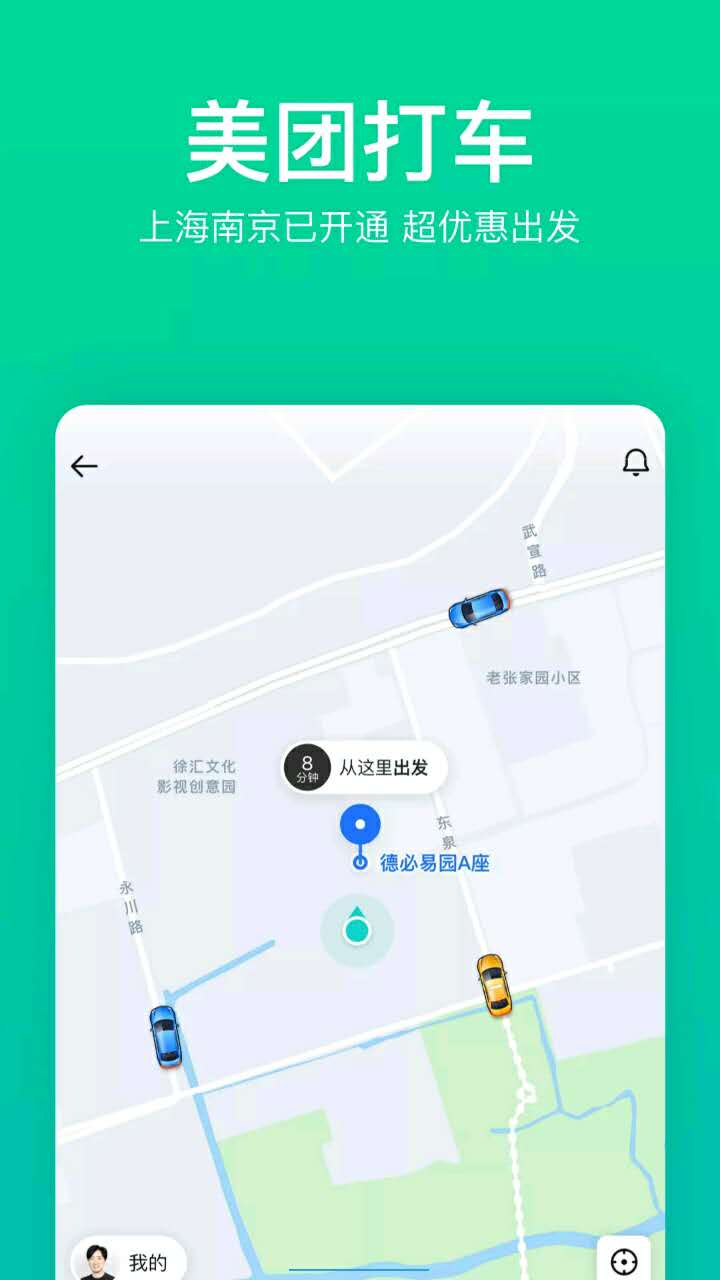 美团打车
上海南京已开通 超优惠出发
武宣路
老张家园小区
徐汇文化
影视创意园
8
分钟
从这里出发
东泉
德必易园A座
永川路
我的